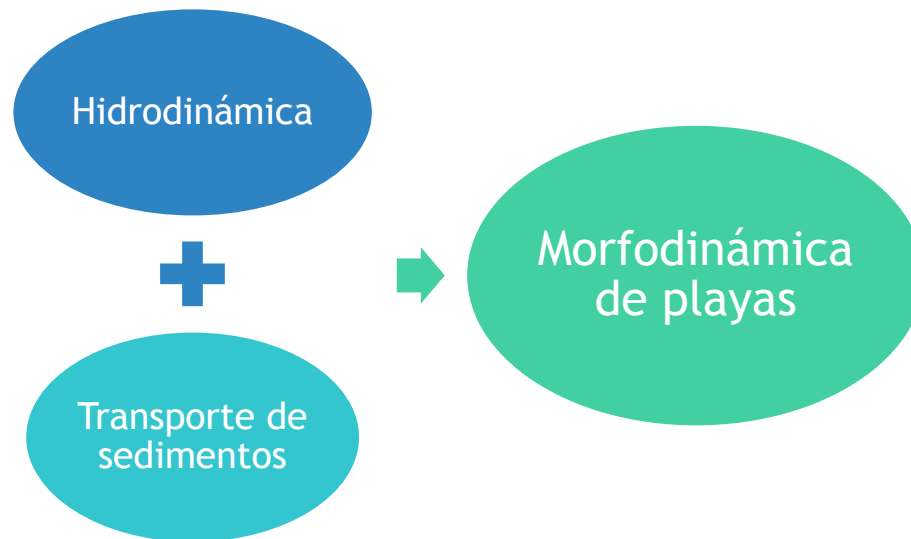 Hidrodinámica
Transporte de
sedimentos
Morfodinámica
de playas